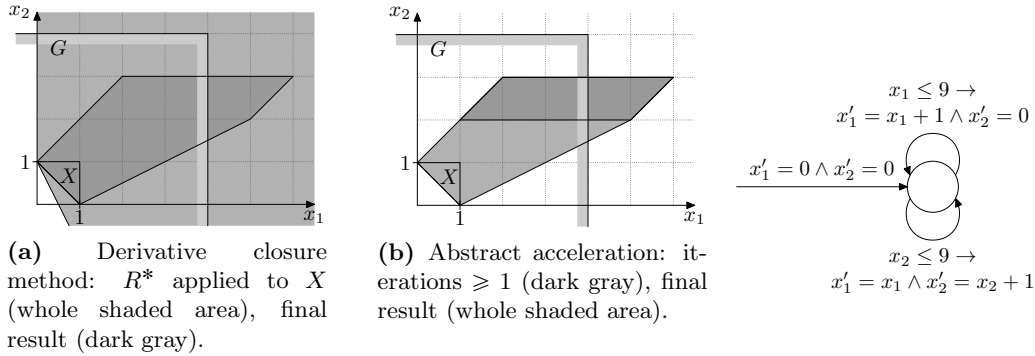 x₂
G
1
X
1
x₁
(a) Derivative closure
method: R* applied to X
(whole shaded area), final
result (dark gray).
x₂
G
1
X
1
x₁
(b) Abstract acceleration: it-
erations ⩾ 1 (dark gray), final
result (whole shaded area).
x₁ ≤ 9 →
x′₁ = x₁ + 1 ∧ x′₂ = 0
x′₁ = 0 ∧ x′₂ = 0
x₂ ≤ 9 →
x′₁ = x₁ ∧ x′₂ = x₂ + 1